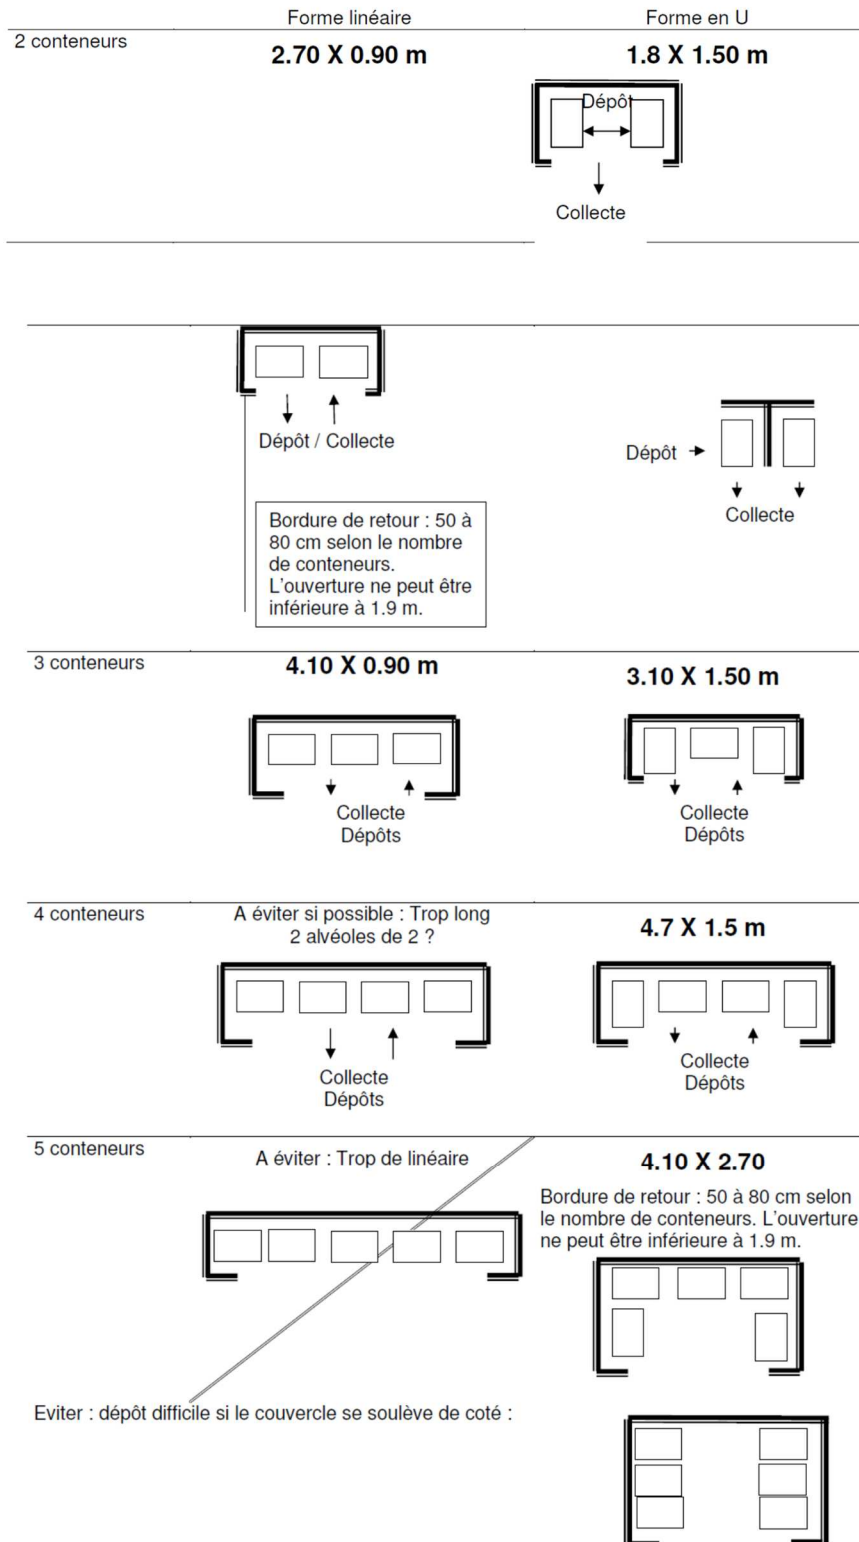 Forme linéaire
Forme en U
2 conteneurs
2.70 X 0.90 m
1.8 X 1.50 m
Dépôt
Collecte
Dépôt / Collecte
Bordure de retour : 50 à
80 cm selon le nombre
de conteneurs.
L'ouverture ne peut être
inférieure à 1.9 m.
Dépôt
Collecte
3 conteneurs
4.10 X 0.90 m
3.10 X 1.50 m
Collecte
Dépôts
Collecte
Dépôts
4 conteneurs
A éviter si possible : Trop long
2 alvéoles de 2 ?
4.7 X 1.5 m
Collecte
Dépôts
Collecte
Dépôts
5 conteneurs
A éviter : Trop de linéaire
4.10 X 2.70
Bordure de retour : 50 à 80 cm selon
le nombre de conteneurs. L'ouverture
ne peut être inférieure à 1.9 m.
Eviter : dépôt difficile si le couvercle se soulève de coté :